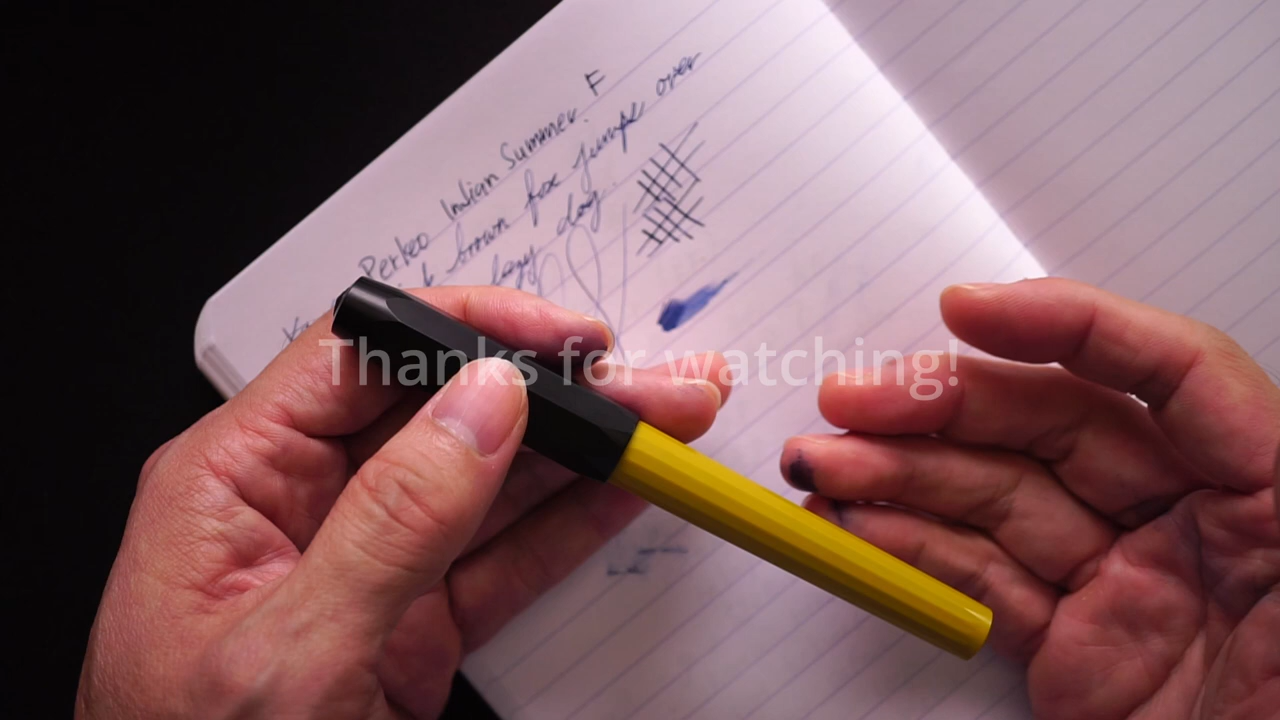 Perkeo Indian Summer F
brown fox jumps over
lazy dog.
Thanks for watching!